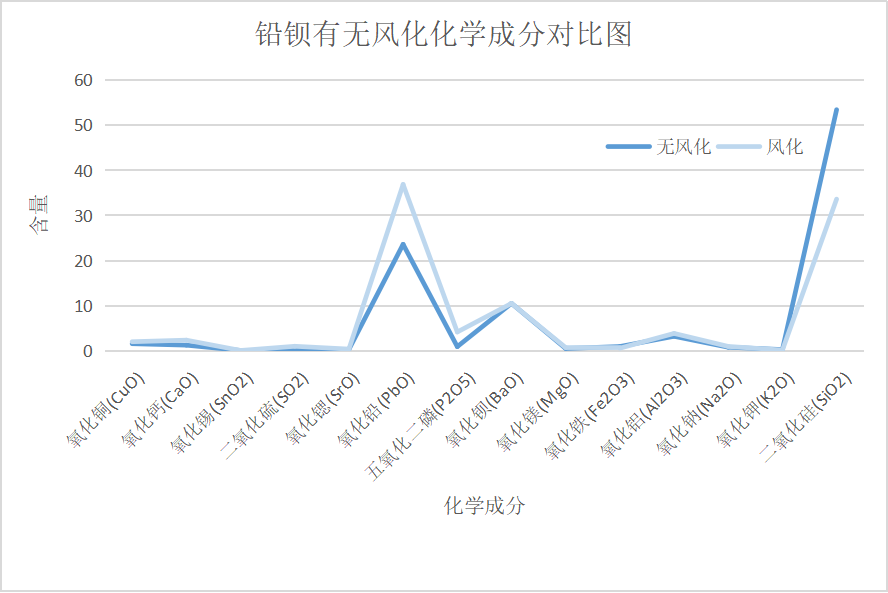 铅钡有无风化化学成分对比图
60
50
40
30
20
10
0
无风化 风化
含量
氧化铜(CuO)
氧化钙(CaO)
氧化锡(SnO2)
二氧化硫(SO2)
氧化锶(SrO)
氧化铅(PbO)
五氧化二磷(P2O5)
氧化钡(BaO)
氧化镁(MgO)
氧化铁(Fe2O3)
氧化铝(Al2O3)
氧化钠(Na2O)
氧化钾(K2O)
二氧化硅(SiO2)
化学成分